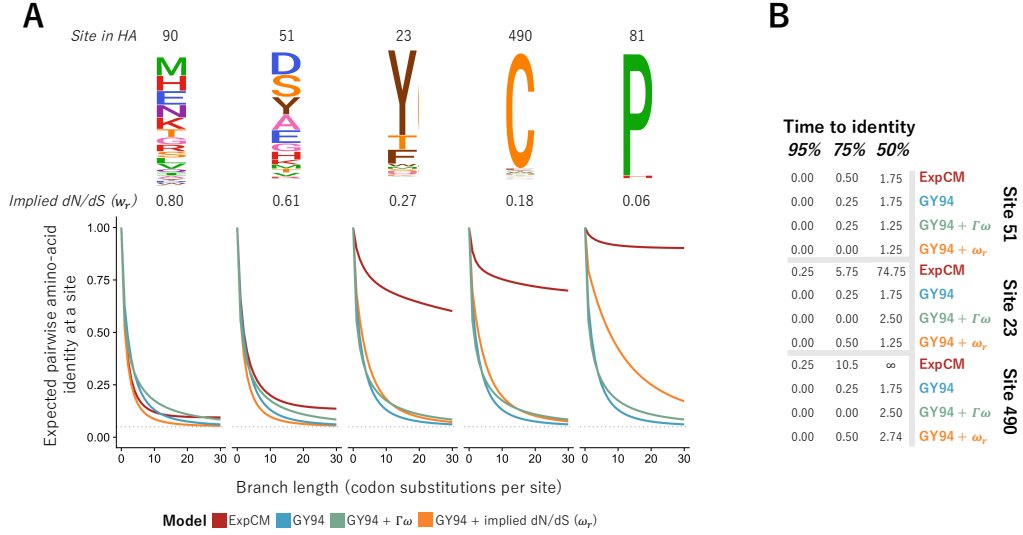 A
Site in HA 90 51 23 490 81
M H E N K T G R S
D S Y A E G H K T
Y T F
C
P
Implied dN/dS (wᵣ) 0.80 0.61 0.27 0.18 0.06
Expected pairwise amino-acid
identity at a site
1.00
0.75
0.50
0.25
0.00
0 10 20 30 0 10 20 30 0 10 20 30 0 10 20 30 0 10 20 30
Branch length (codon substitutions per site)
Model ExpCM GY94 GY94 + Γω GY94 + implied dN/dS (ωᵣ)
B
Time to identity
95% 75% 50%
0.00 0.50 1.75 ExpCM
0.00 0.25 1.75 GY94
0.00 0.25 1.25 GY94 + Γω
0.00 0.00 1.25 GY94 + ωᵣ
Site 51
0.25 5.75 74.75 ExpCM
0.00 0.25 1.75 GY94
0.00 0.00 2.50 GY94 + Γω
0.00 0.50 1.25 GY94 + ωᵣ
Site 23
0.25 10.5 ∞ ExpCM
0.00 0.25 1.75 GY94
0.00 0.00 2.50 GY94 + Γω
0.00 0.50 2.74 GY94 + ωᵣ
Site 490